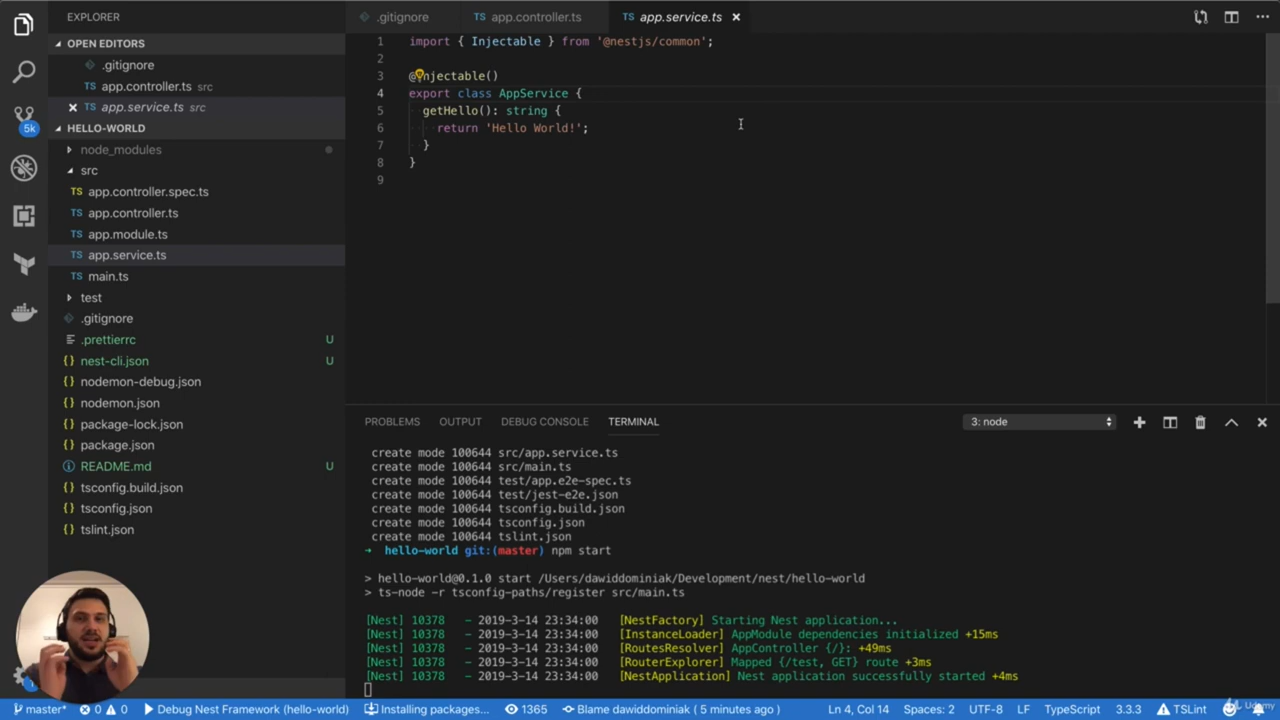 EXPLORER
OPEN EDITORS
.gitignore
app.controller.ts src
app.service.ts src
5k
HELLO-WORLD
node_modules
src
TS app.controller.spec.ts
TS app.controller.ts
TS app.module.ts
TS app.service.ts
TS main.ts
test
.gitignore
.prettierrc U
{} nest-cli.json U
{} nodemon-debug.json
{} nodemon.json
{} package-lock.json
{} package.json
README.md U
{} tsconfig.build.json
{} tsconfig.json
{} tslint.json
.gitignore TS app.controller.ts TS app.service.ts
1 import { Injectable } from '@nestjs/common';
2
3 @Injectable()
4 export class AppService {
5 getHello(): string {
6 return 'Hello World!';
7 }
8 }
9
PROBLEMS OUTPUT DEBUG CONSOLE TERMINAL 3: node
create mode 100644 src/app.service.ts
create mode 100644 src/main.ts
create mode 100644 test/app.e2e-spec.ts
create mode 100644 test/jest-e2e.json
create mode 100644 tsconfig.build.json
create mode 100644 tsconfig.json
create mode 100644 tslint.json
→ hello-world git:(master) npm start
> hello-world@0.1.0 start /Users/dawiddominiak/Development/nest/hello-world
> ts-node -r tsconfig-paths/register src/main.ts
[Nest] 10378 - 2019-3-14 23:34:00 [NestFactory] Starting Nest application...
[Nest] 10378 - 2019-3-14 23:34:00 [InstanceLoader] AppModule dependencies initialized +15ms
[Nest] 10378 - 2019-3-14 23:34:00 [RoutesResolver] AppController {/}: +49ms
[Nest] 10378 - 2019-3-14 23:34:00 [RouterExplorer] Mapped {/test, GET} route +3ms
[Nest] 10378 - 2019-3-14 23:34:00 [NestApplication] Nest application successfully started +4ms
master* 0 0 Debug Nest Framework (hello-world) Installing packages... 1365 Blame dawiddominiak ( 5 minutes ago ) Ln 4, Col 14 Spaces: 2 UTF-8 LF TypeScript 3.3.3 TSLint
Udemy